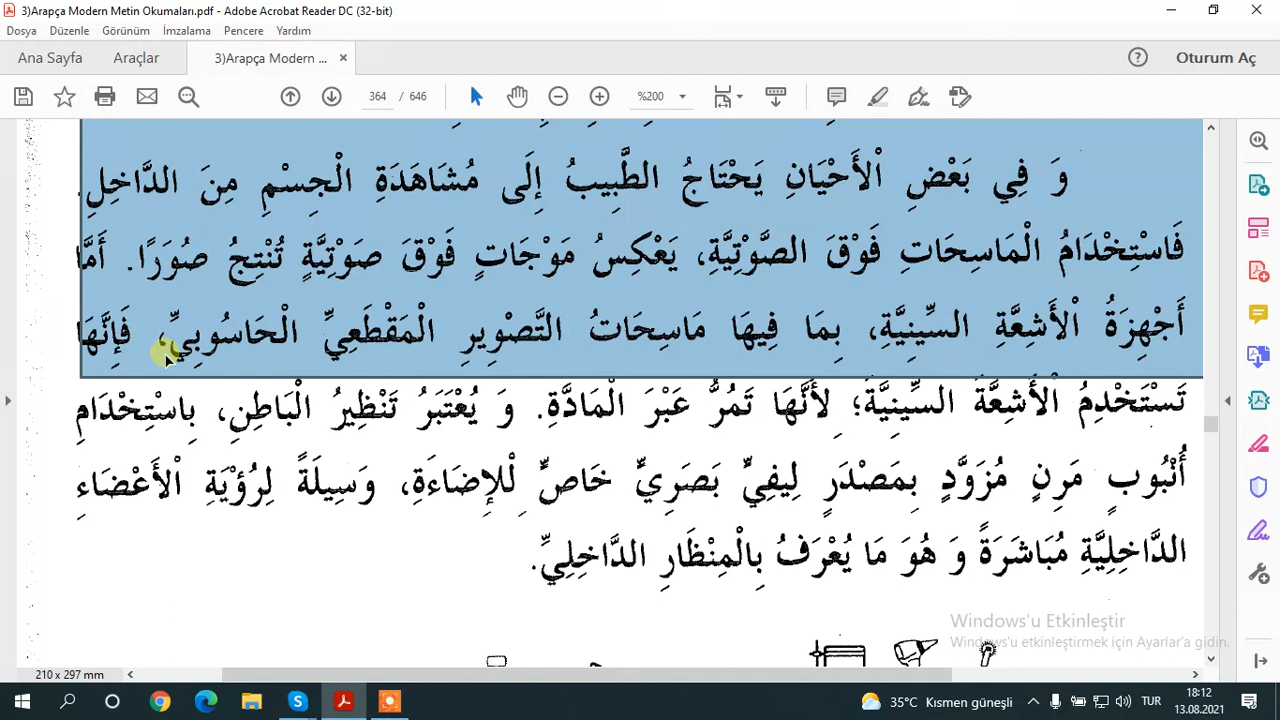 3)Arapça Modern Metin Okumaları.pdf - Adobe Acrobat Reader DC (32-bit)
Dosya Düzenle Görünüm İmzalama Pencere Yardım
Ana Sayfa Araçlar 3)Arapça Modern ... × Oturum Aç
364 / 646 %200
وَ فِي بَعْضِ اْلأَحْيَانِ يَحْتَاجُ الطَّبِيبُ إِلَى مُشَاهَدَةِ الْجِسْمِ مِنَ الدَّاخِلِ.
فَاسْتِخْدَامُ الْمَاسِحَاتِ فَوْقَ الصَّوْتِيَّةِ، يَعْكِسُ مَوْجَاتٍ فَوْقَ صَوْتِيَّةٍ تُنْتِجُ صُوَرًا. أَمَّا
أَجْهِزَةُ اْلأَشِعَّةِ السِّينِيَّةِ، بِمَا فِيهَا مَاسِحَاتُ التَّصْوِيرِ الْمَقْطَعِيِّ الْحَاسُوبِيِّ، فَإِنَّهَا
تَسْتَخْدِمُ اْلأَشِعَّةَ السِّينِيَّةَ؛ لِأَنَّهَا تَمُرُّ عَبْرَ الْمَادَّةِ. وَ يُعْتَبَرُ تَنْظِيرُ الْبَاطِنِ، بِاسْتِخْدَامِ
أُنْبُوبٍ مَرِنٍ مُزَوَّدٍ بِمَصْدَرٍ لِيفِيٍّ بَصَرِيٍّ خَاصٍّ لْلإِضَاءَةِ، وَسِيلَةً لِرُؤْيَةِ اْلأَعْضَاءِ
الدَّاخِلِيَّةِ مُبَاشَرَةً وَ هُوَ مَا يُعْرَفُ بِالْمِنْظَارِ الدَّاخِلِيِّ.
Windows'u Etkinleştir
Windows'u etkinleştirmek için Ayarlar'a gidin.
210 x 297 mm
35°C Kısmen güneşli TUR 18:12
13.08.2021